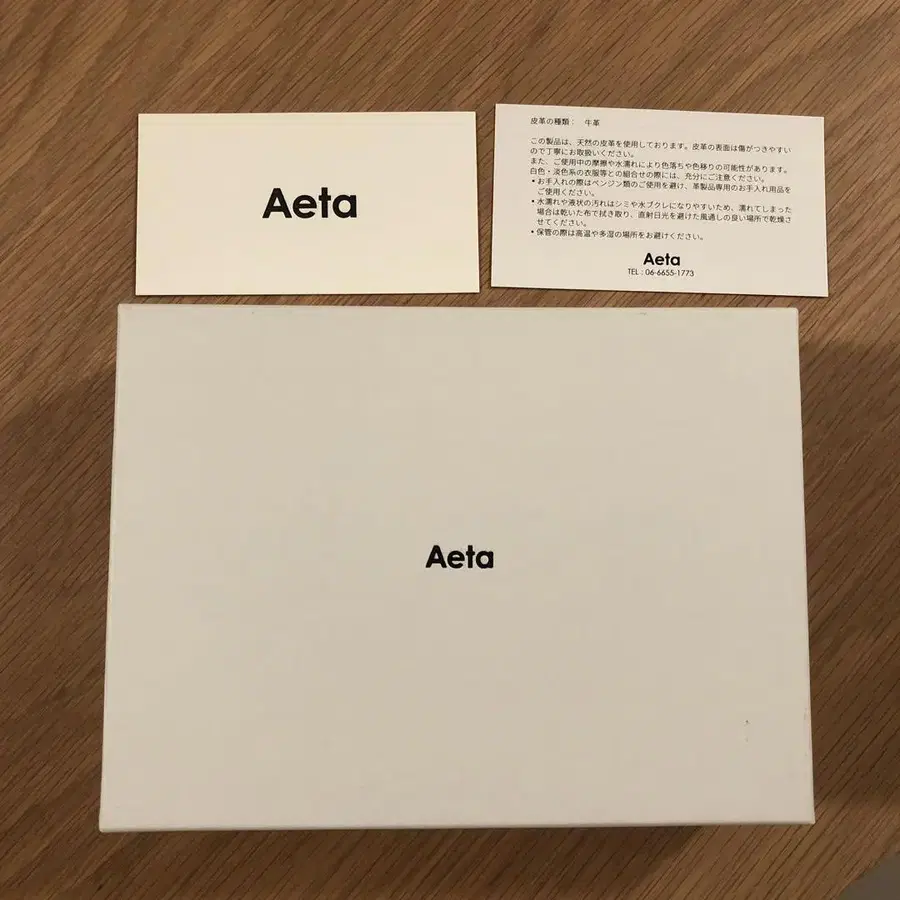 Aeta
皮革の種類： 牛革
この製品は、天然の皮革を使用しております。皮革の表面は傷がつきやすい
ので丁寧にお取扱いください。
また、ご使用中の摩擦や水濡れにより色落ちや色移りの可能性があります。
白色・淡色系の衣服等との組合せの際には、充分にご注意ください。
•お手入れの際はベンジン類のご使用を避け、革製品専用のお手入れ用品を
ご使用ください。
•水濡れや液状の汚れはシミや水ブクレになりやすいため、濡れてしまった
場合は乾いた布で拭き取り、直射日光を避けた風通しの良い場所で乾燥さ
せてください。
•保管の際は高温や多湿の場所をお避けください。
Aeta
TEL : 06-6655-1773
Aeta